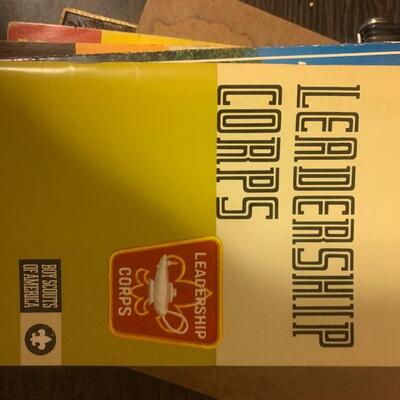 LEADERSHIP
CORPS
LEADERSHIP
CORPS
BOY SCOUTS
OF AMERICA